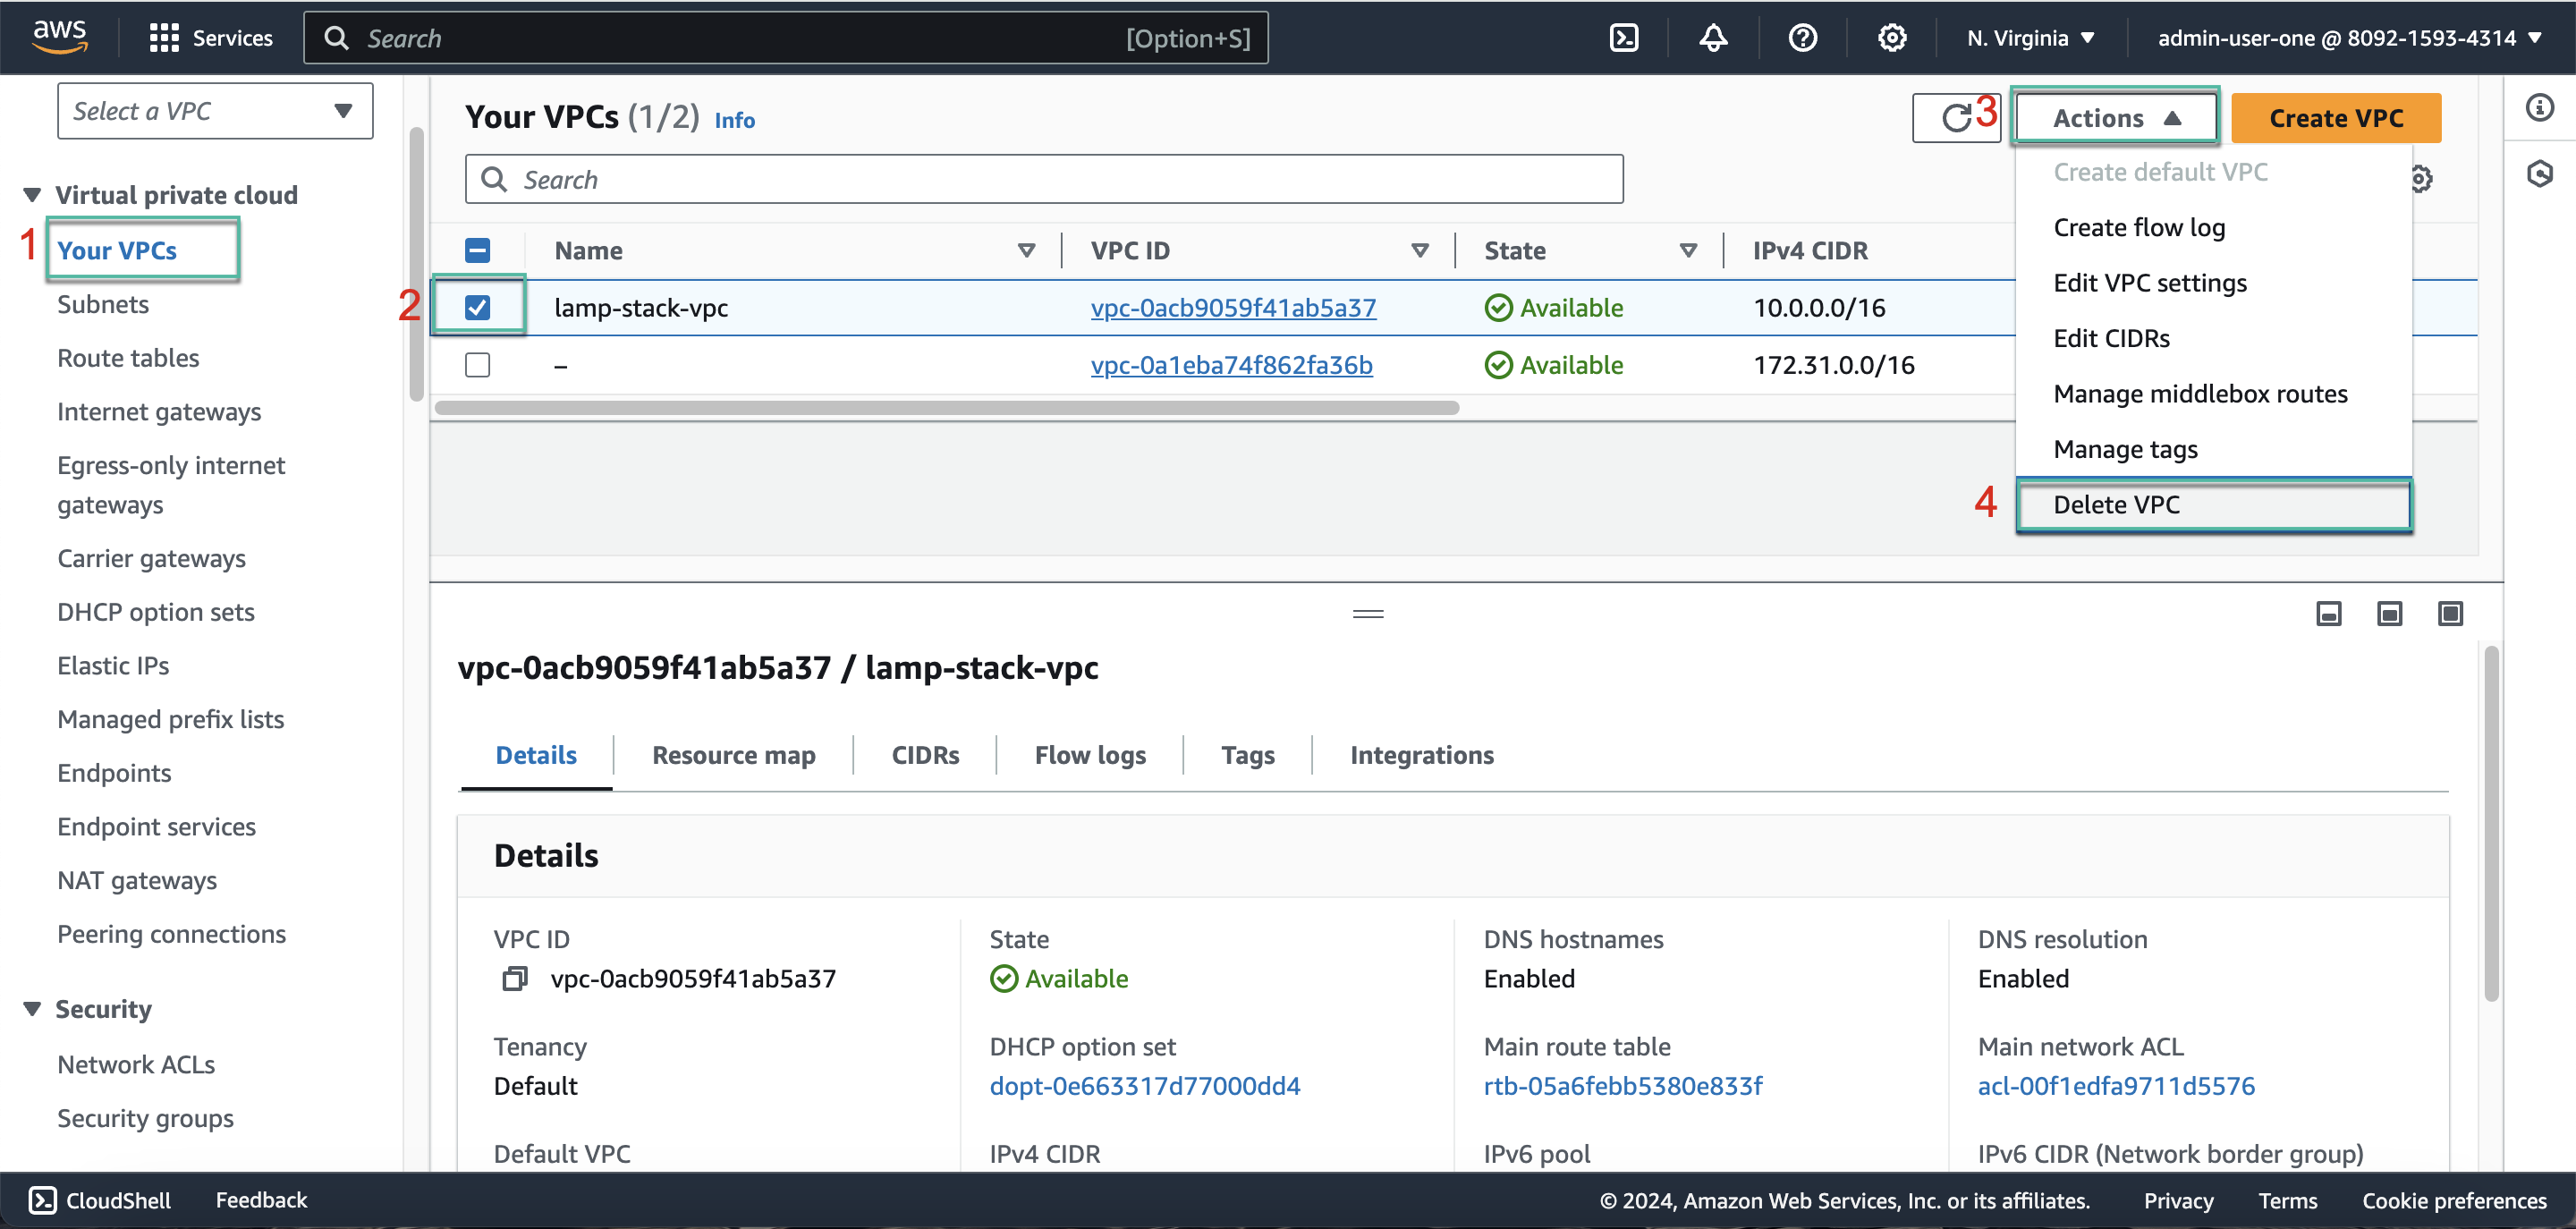 aws
Services
Search
[Option+S]
N. Virginia
admin-user-one @ 8092-1593-4314
Select a VPC
Virtual private cloud
1
Your VPCs
Subnets
Route tables
Internet gateways
Egress-only internet
gateways
Carrier gateways
DHCP option sets
Elastic IPs
Managed prefix lists
Endpoints
Endpoint services
NAT gateways
Peering connections
Security
Network ACLs
Security groups
Your VPCs (1/2) Info
3
Actions
Create VPC
Search
Name
VPC ID
State
IPv4 CIDR
2
lamp-stack-vpc
vpc-0acb9059f41ab5a37
Available
10.0.0.0/16
–
vpc-0a1eba74f862fa36b
Available
172.31.0.0/16
Create default VPC
Create flow log
Edit VPC settings
Edit CIDRs
Manage middlebox routes
Manage tags
4
Delete VPC
vpc-0acb9059f41ab5a37 / lamp-stack-vpc
Details
Resource map
CIDRs
Flow logs
Tags
Integrations
Details
VPC ID
vpc-0acb9059f41ab5a37
State
Available
DNS hostnames
Enabled
DNS resolution
Enabled
Tenancy
Default
DHCP option set
dopt-0e663317d77000dd4
Main route table
rtb-05a6febb5380e833f
Main network ACL
acl-00f1edfa9711d5576
Default VPC
IPv4 CIDR
IPv6 pool
IPv6 CIDR (Network border group)
CloudShell
Feedback
© 2024, Amazon Web Services, Inc. or its affiliates.
Privacy
Terms
Cookie preferences